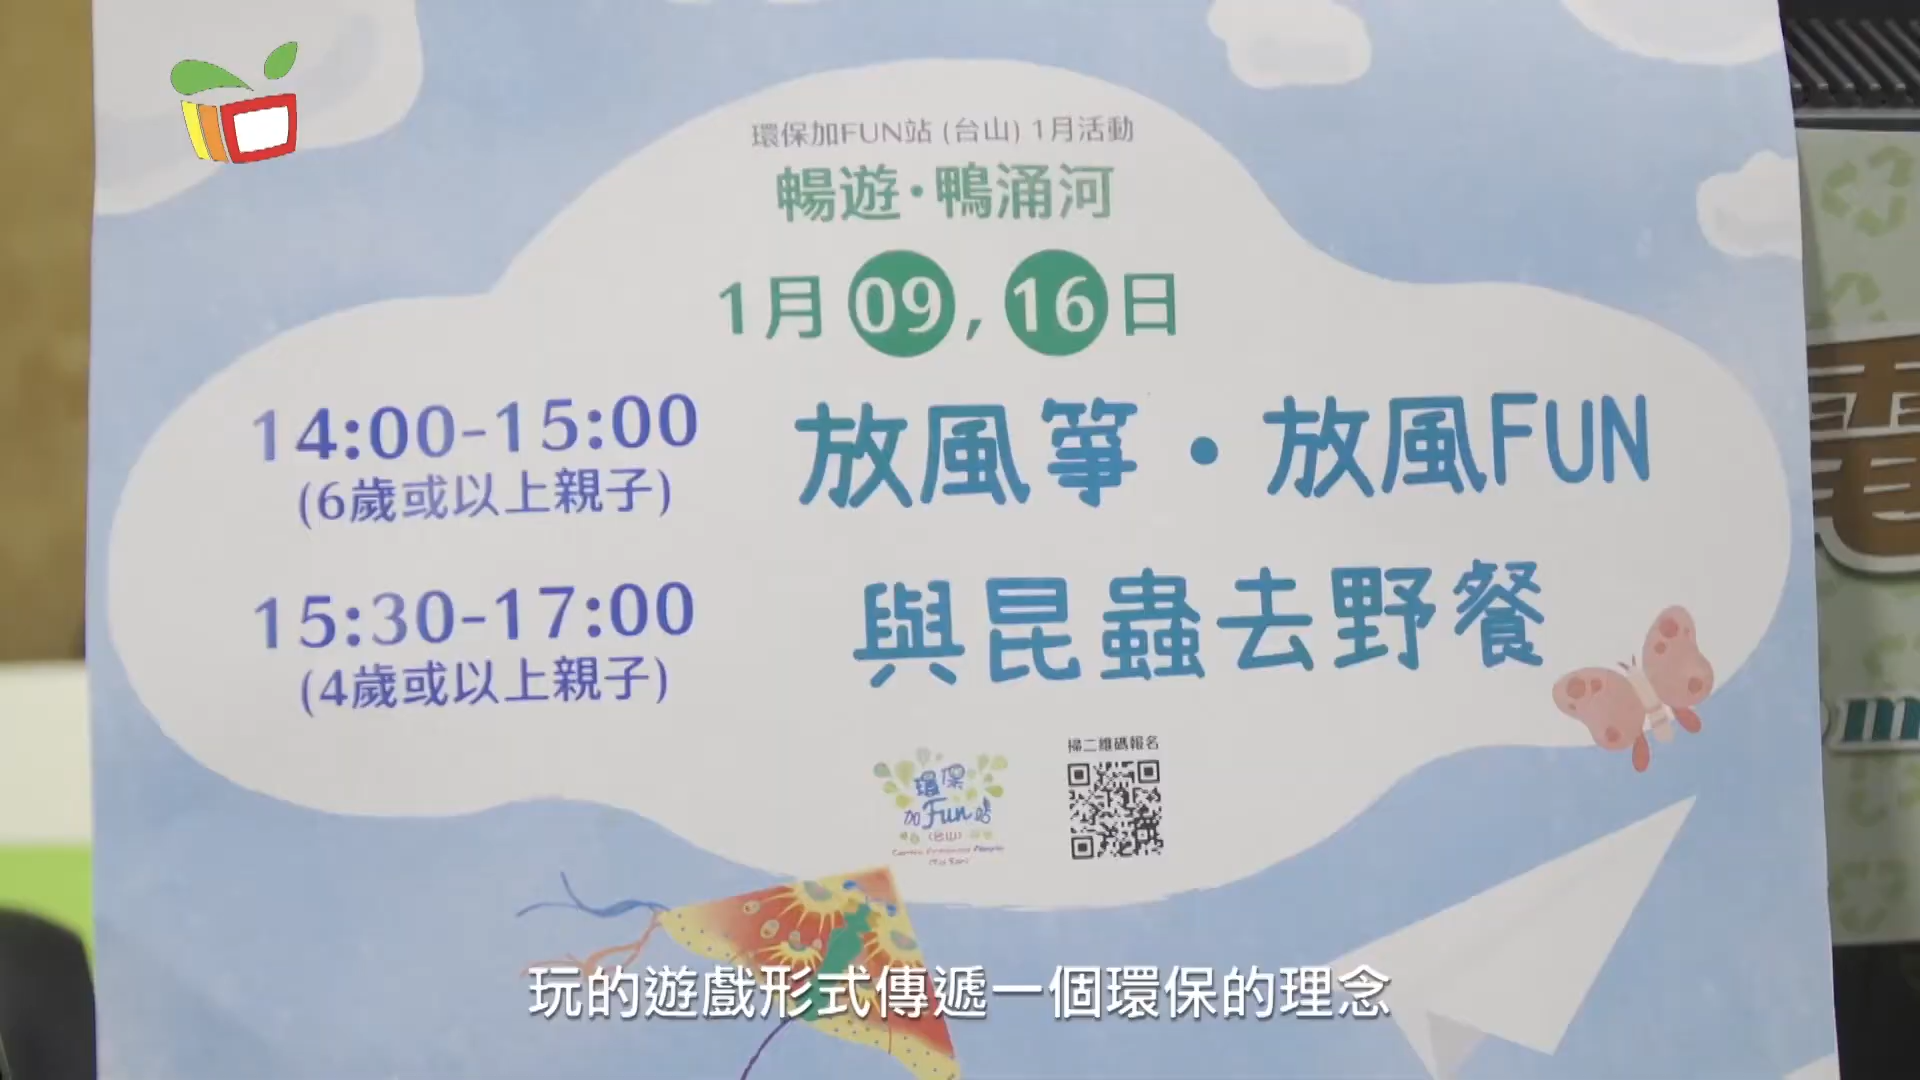 環保加FUN站 (台山) 1月活動
暢遊·鴨涌河
1月 09, 16日
14:00-15:00
(6歲或以上親子)
放風箏・放風FUN
15:30-17:00
(4歲或以上親子)
與昆蟲去野餐
掃二維碼報名
環保
加Fun站
(台山)
電
om
玩的遊戲形式傳遞一個環保的理念